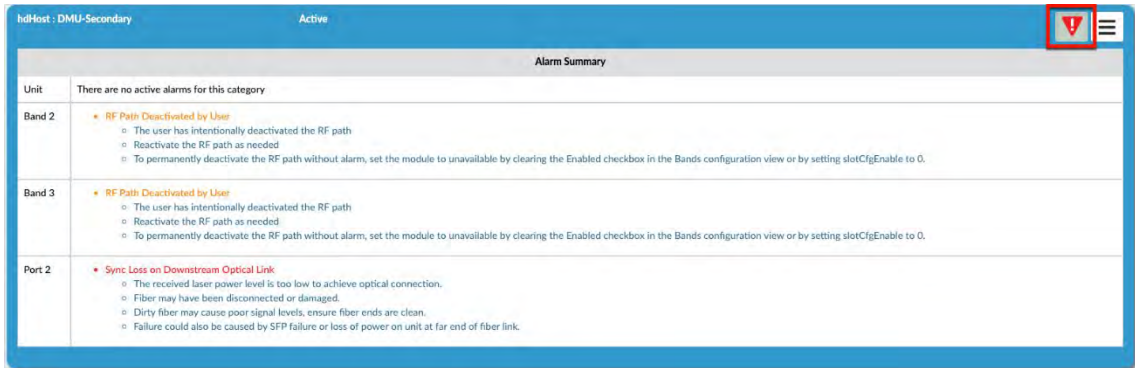 hdHost : DMU-Secondary Active
Alarm Summary
Unit There are no active alarms for this category
Band 2 • RF Path Deactivated by User
○ The user has intentionally deactivated the RF path
○ Reactivate the RF path as needed
○ To permanently deactivate the RF path without alarm, set the module to unavailable by clearing the Enabled checkbox in the Bands configuration view or by setting slotCfgEnable to 0.
Band 3 • RF Path Deactivated by User
○ The user has intentionally deactivated the RF path
○ Reactivate the RF path as needed
○ To permanently deactivate the RF path without alarm, set the module to unavailable by clearing the Enabled checkbox in the Bands configuration view or by setting slotCfgEnable to 0.
Port 2 • Sync Loss on Downstream Optical Link
○ The received laser power level is too low to achieve optical connection.
○ Fiber may have been disconnected or damaged.
○ Dirty fiber may cause poor signal levels, ensure fiber ends are clean.
○ Failure could also be caused by SFP failure or loss of power on unit at far end of fiber link.